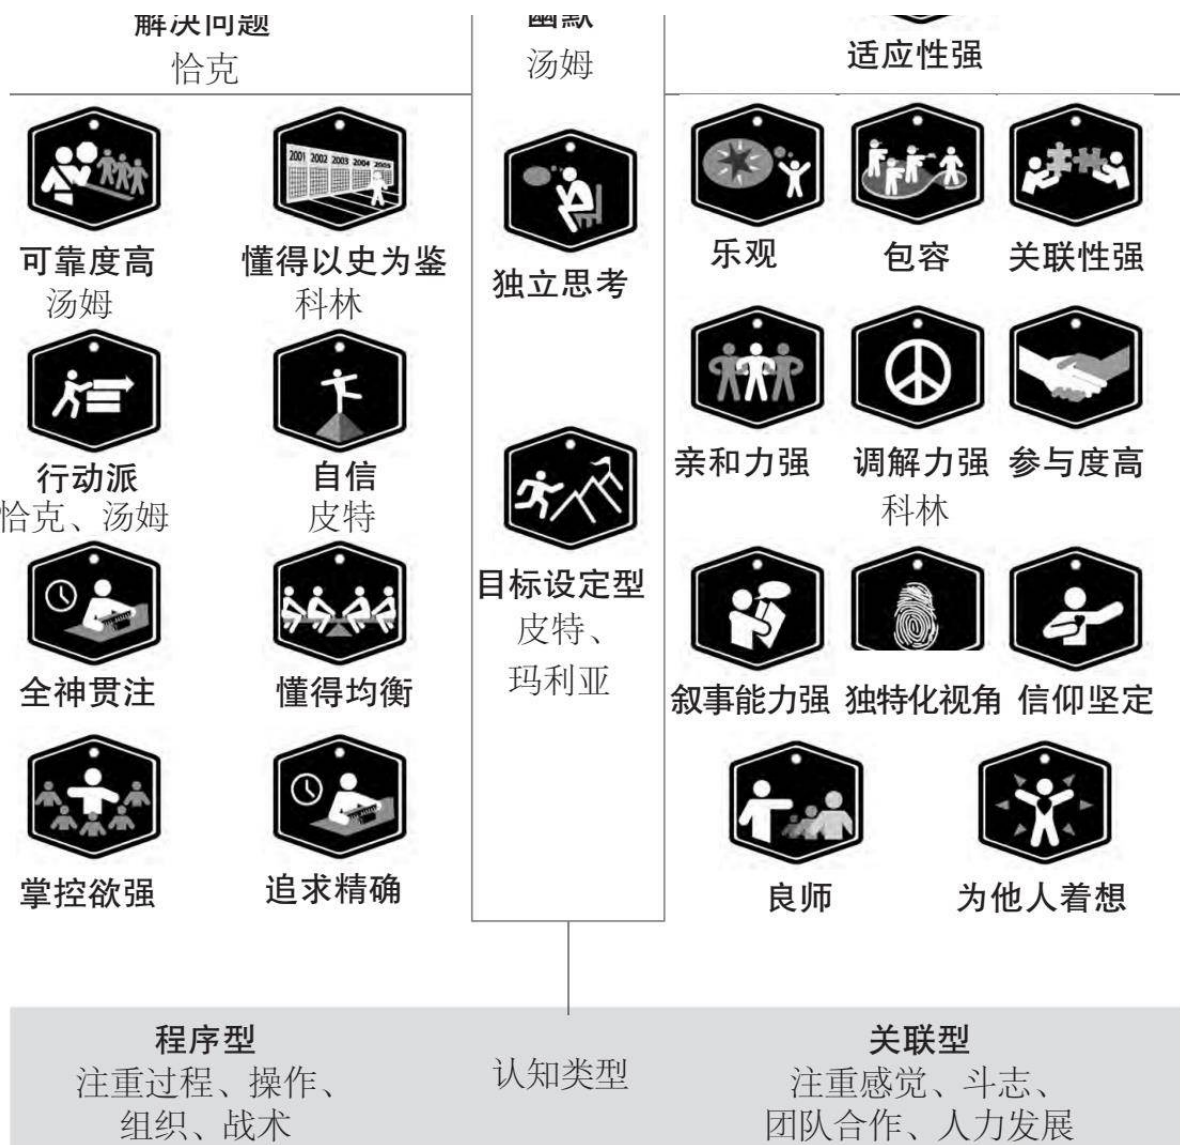 解决问题
恰克
幽默
汤姆
适应性强
2001 2002 2003 2004 2005
可靠度高
汤姆
懂得以史为鉴
科林
独立思考
乐观
包容
关联性强
行动派
恰克、汤姆
自信
皮特
亲和力强
调解力强
科林
参与度高
目标设定型
皮特、
玛利亚
全神贯注
懂得均衡
叙事能力强
独特化视角
信仰坚定
掌控欲强
追求精确
良师
为他人着想
程序型
注重过程、操作、
组织、战术
认知类型
关联型
注重感觉、斗志、
团队合作、人力发展